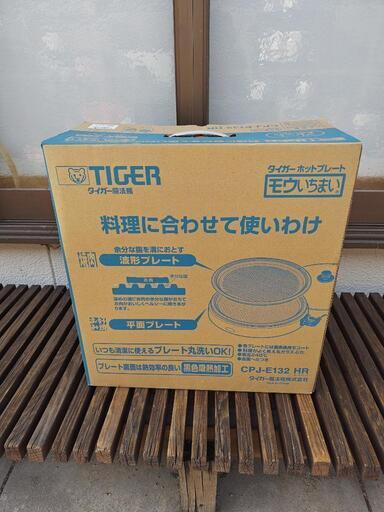 TIGER
タイガー魔法瓶
タイガーホットプレート
モウいちまい
料理に合わせて使いわけ
焼肉
余分な脂を溝におとす
波形プレート
お肉
平面プレート
いつも清潔に使えるプレート丸洗いOK!
プレート裏面は熱効率の良い 黒色吸熱加工
CPJ-E132 HR
タイガー魔法瓶株式会社